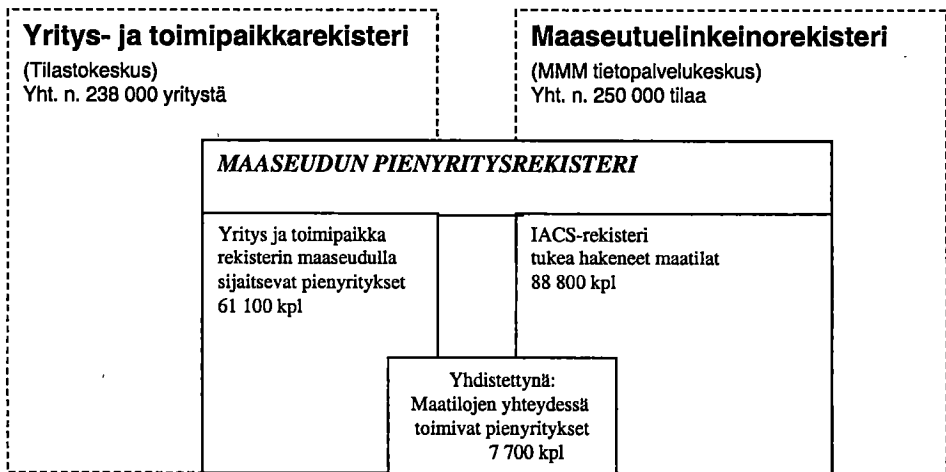 Yritys- ja toimipaikkarekisteri
(Tilastokeskus)
Yht. n. 238 000 yritystä
Maaseutuelinkeinorekisteri
(MMM tietopalvelukeskus)
Yht. n. 250 000 tilaa
MAASEUDUN PIENYRITYSREKISTERI
Yritys ja toimipaikka
rekisterin maaseudulla
sijaitsevat pienyritykset
61 100 kpl
IACS-rekisteri
tukea hakeneet maatilat
88 800 kpl
Yhdistettynä:
Maatilojen yhteydessä
toimivat pienyritykset
7 700 kpl